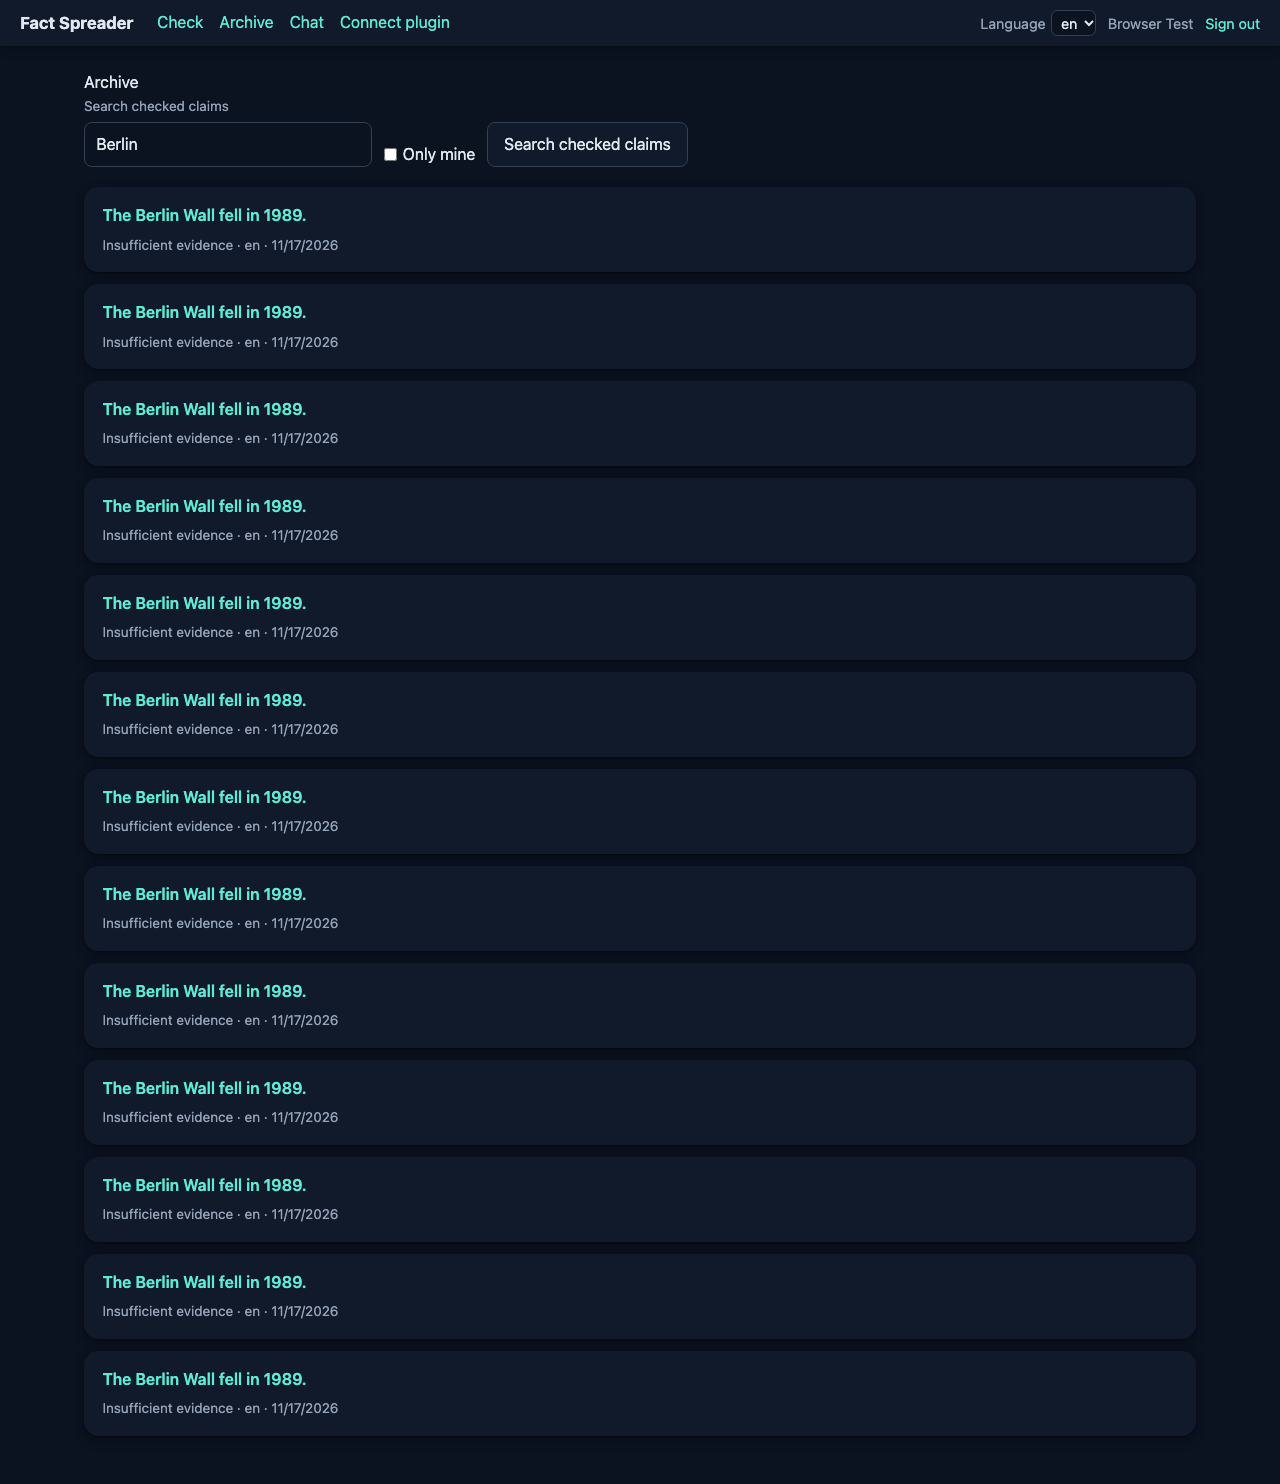 Fact Spreader Check Archive Chat Connect plugin Language en Browser Test Sign out
Archive
Search checked claims
Berlin Only mine Search checked claims
The Berlin Wall fell in 1989.
Insufficient evidence · en · 11/17/2026
The Berlin Wall fell in 1989.
Insufficient evidence · en · 11/17/2026
The Berlin Wall fell in 1989.
Insufficient evidence · en · 11/17/2026
The Berlin Wall fell in 1989.
Insufficient evidence · en · 11/17/2026
The Berlin Wall fell in 1989.
Insufficient evidence · en · 11/17/2026
The Berlin Wall fell in 1989.
Insufficient evidence · en · 11/17/2026
The Berlin Wall fell in 1989.
Insufficient evidence · en · 11/17/2026
The Berlin Wall fell in 1989.
Insufficient evidence · en · 11/17/2026
The Berlin Wall fell in 1989.
Insufficient evidence · en · 11/17/2026
The Berlin Wall fell in 1989.
Insufficient evidence · en · 11/17/2026
The Berlin Wall fell in 1989.
Insufficient evidence · en · 11/17/2026
The Berlin Wall fell in 1989.
Insufficient evidence · en · 11/17/2026
The Berlin Wall fell in 1989.
Insufficient evidence · en · 11/17/2026